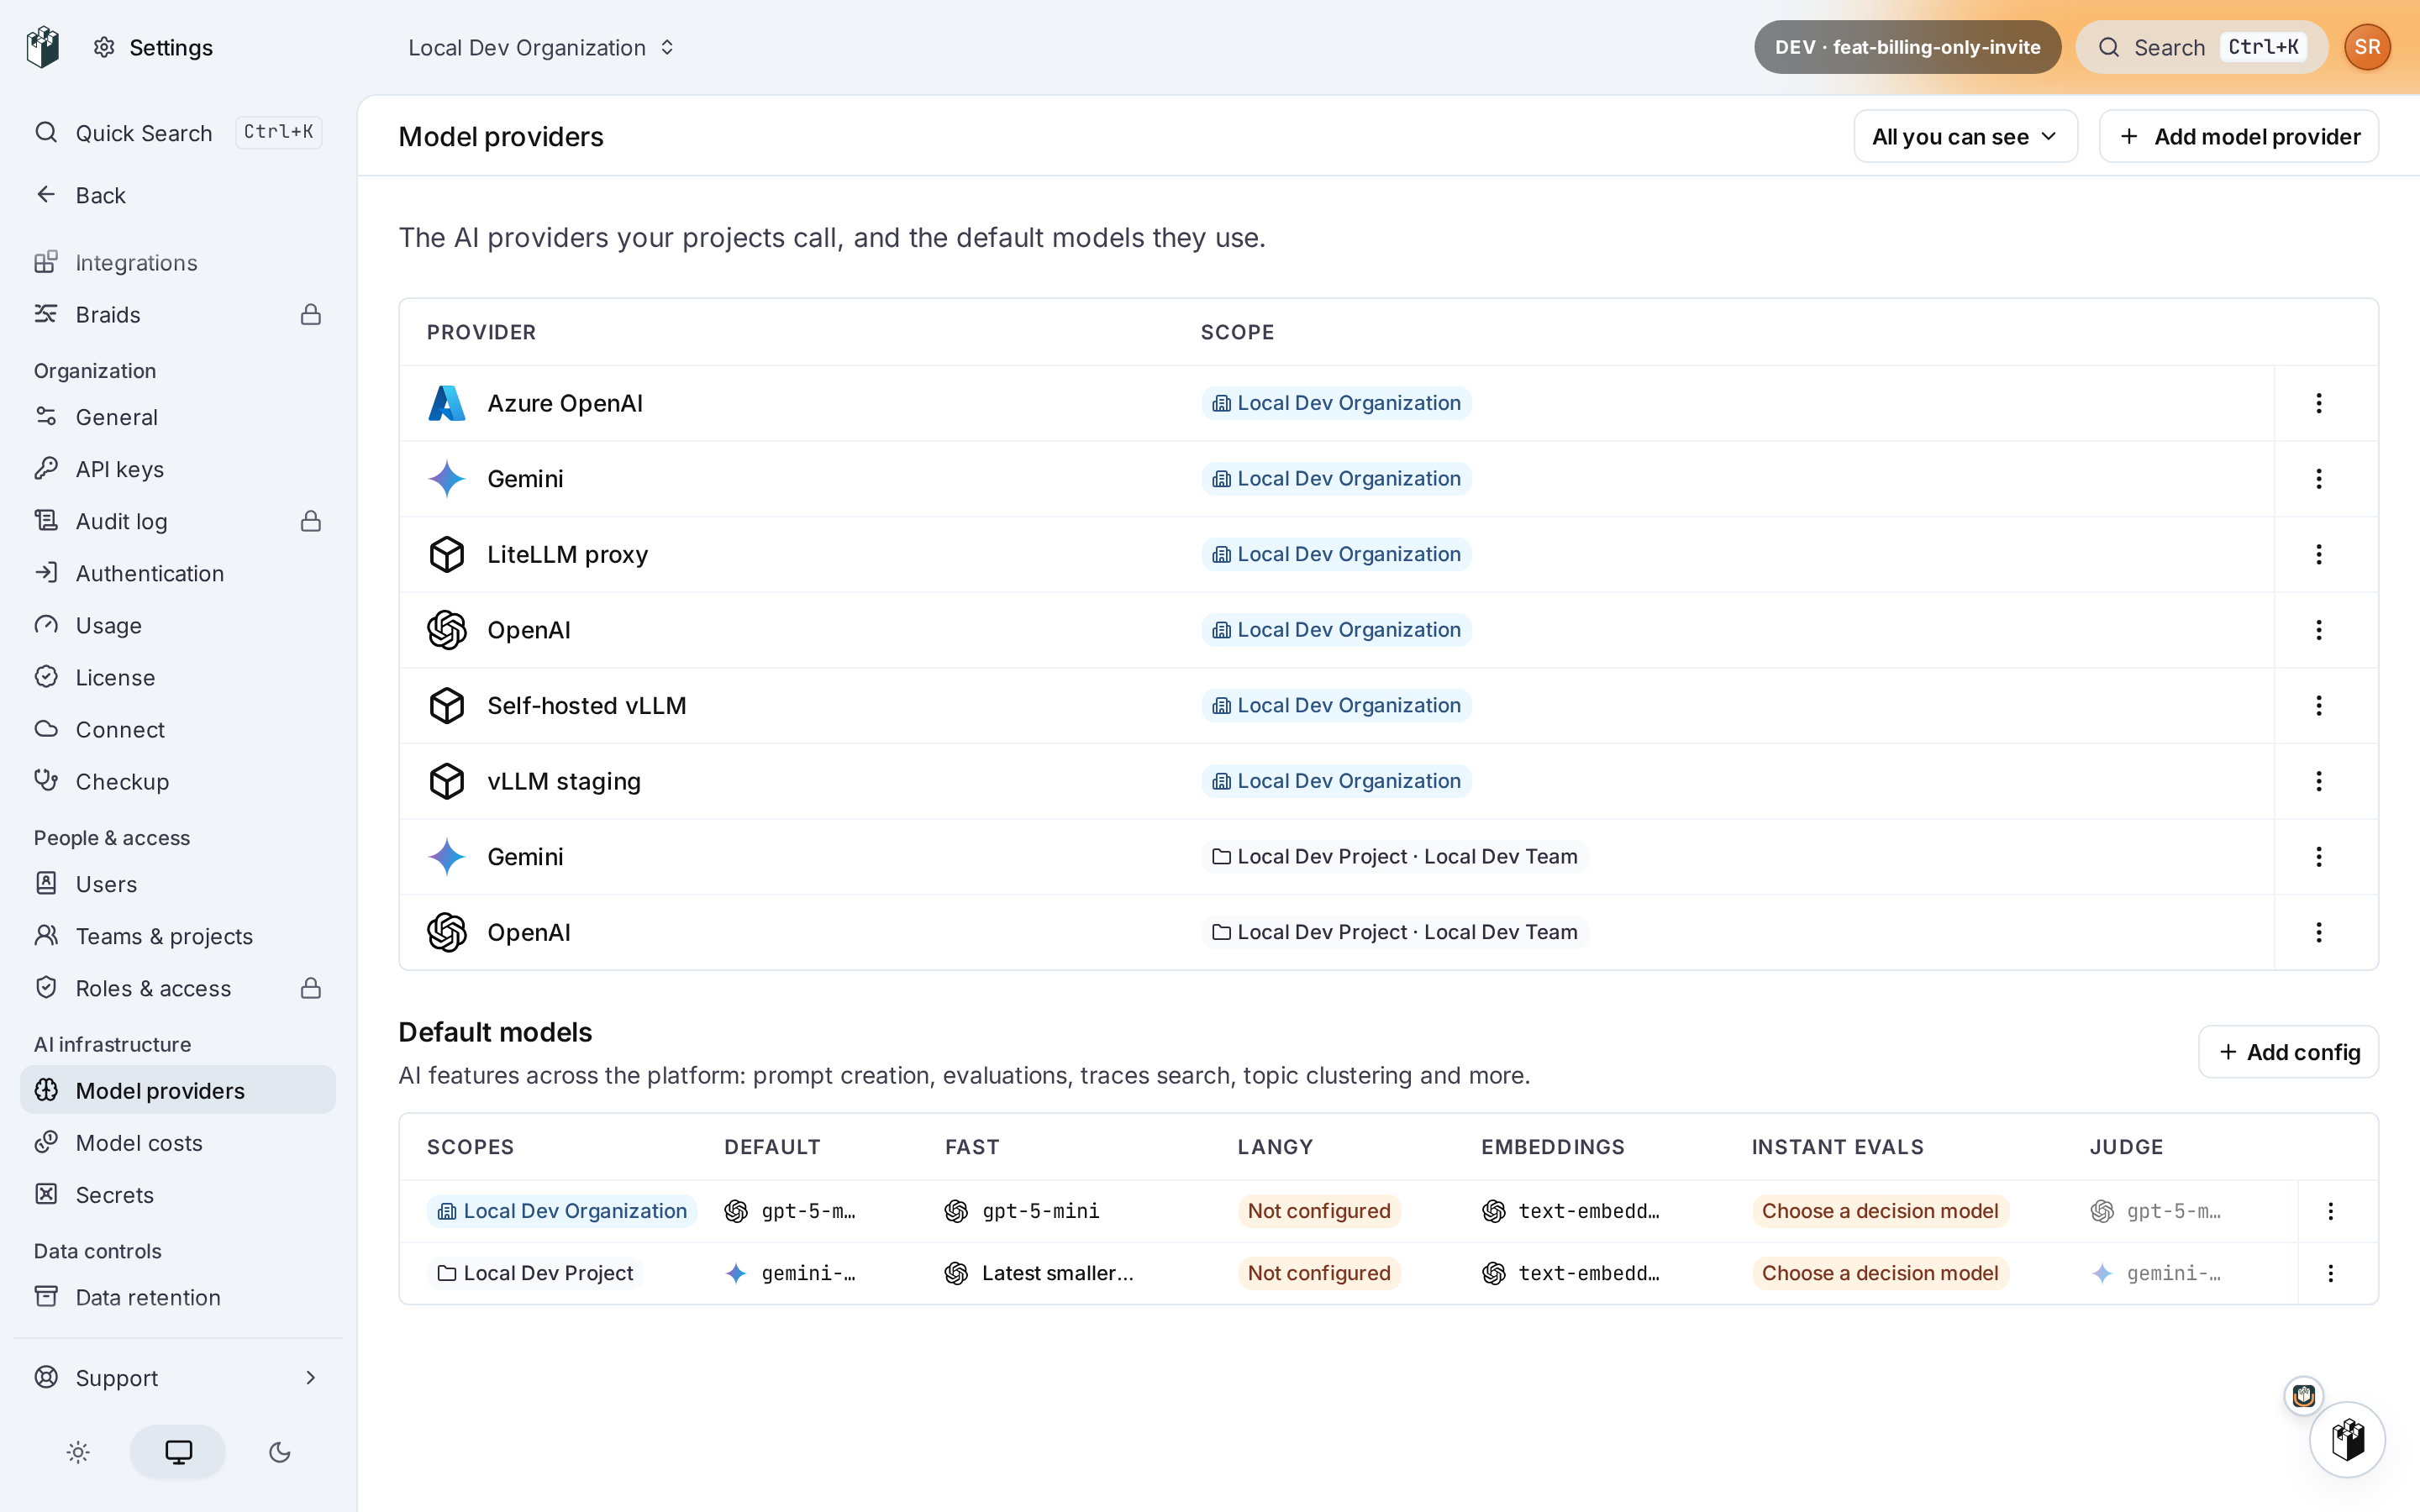 Settings
Local Dev Organization
DEV · feat-billing-only-invite
Search Ctrl+K
SR
Quick Search Ctrl+K
Back
Integrations
Braids
Organization
General
API keys
Audit log
Authentication
Usage
License
Connect
Checkup
People & access
Users
Teams & projects
Roles & access
AI infrastructure
Model providers
Model costs
Secrets
Data controls
Data retention
Support
Model providers
All you can see
+ Add model provider
The AI providers your projects call, and the default models they use.
PROVIDER SCOPE
Azure OpenAI Local Dev Organization
Gemini Local Dev Organization
LiteLLM proxy Local Dev Organization
OpenAI Local Dev Organization
Self-hosted vLLM Local Dev Organization
vLLM staging Local Dev Organization
Gemini Local Dev Project · Local Dev Team
OpenAI Local Dev Project · Local Dev Team
Default models
AI features across the platform: prompt creation, evaluations, traces search, topic clustering and more.
+ Add config
SCOPES DEFAULT FAST LANGY EMBEDDINGS INSTANT EVALS JUDGE
Local Dev Organization gpt-5-m… gpt-5-mini Not configured text-embedd… Choose a decision model gpt-5-m…
Local Dev Project gemini-… Latest smaller… Not configured text-embedd… Choose a decision model gemini-…